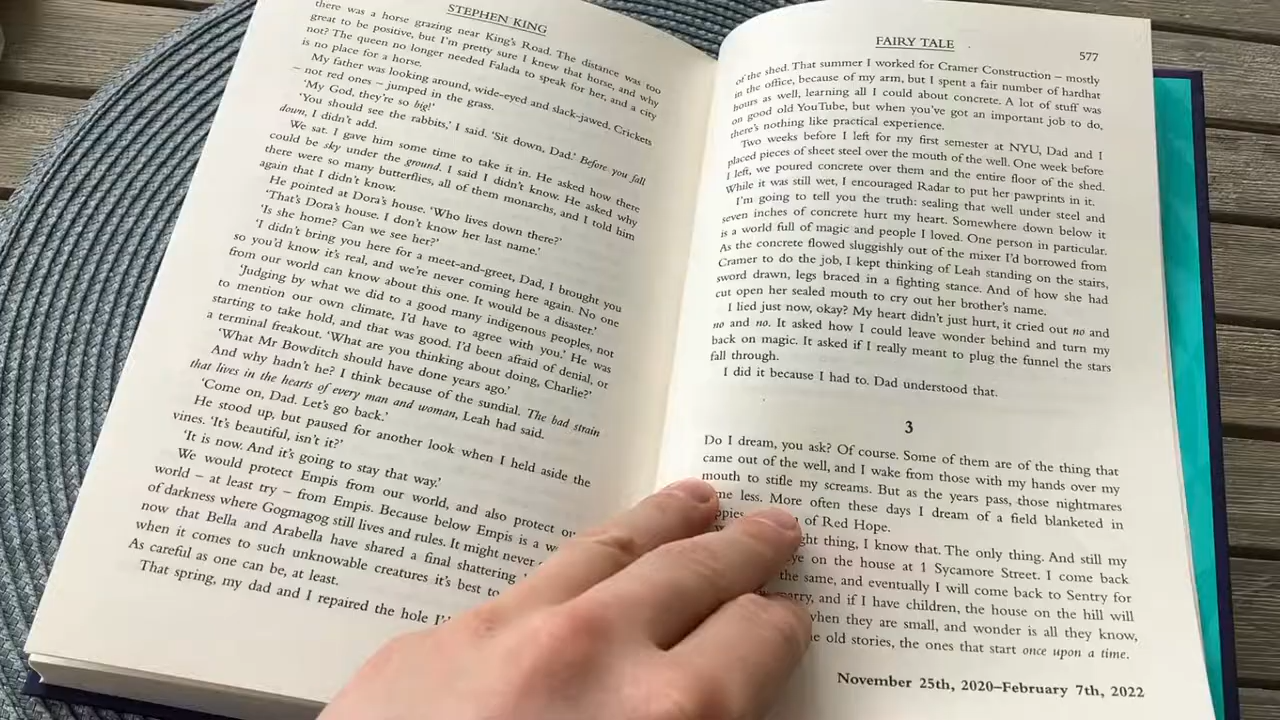 STEPHEN KING
there was a horse grazing near King's Road. The distance was too
great to be positive, but I'm pretty sure I knew that horse, and why
not? The queen no longer needed Falada to speak for her, and a city
is no place for a horse.
My father was looking around, wide-eyed and slack-jawed. Crickets
– not red ones – jumped in the grass.
'My God, they're so big!'
'You should see the rabbits,' I said. 'Sit down, Dad.' Before you fall
down, I didn't add.
We sat. I gave him some time to take it in. He asked how there
could be sky under the ground. I said I didn't know. He asked why
there were so many butterflies, all of them monarchs, and I told him
again that I didn't know.
He pointed at Dora's house. 'Who lives down there?'
'That's Dora's house. I don't know her last name.'
'Is she home? Can we see her?'
'I didn't bring you here for a meet-and-greet, Dad, I brought you
so you'd know it's real, and we're never coming here again. No one
from our world can know about this one. It would be a disaster.'
'Judging by what we did to a good many indigenous peoples, not
to mention our own climate, I'd have to agree with you.' He was
starting to take hold, and that was good. I'd been afraid of denial, or
a terminal freakout. 'What are you thinking about doing, Charlie?'
'What Mr Bowditch should have done years ago.'
And why hadn't he? I think because of the sundial. The bad strain
that lives in the hearts of every man and woman, Leah had said.
'Come on, Dad. Let's go back.'
He stood up, but paused for another look when I held aside the
vines. 'It's beautiful, isn't it?'
'It is now. And it's going to stay that way.'
We would protect Empis from our world, and also protect
world – at least try – from Empis. Because below Empis is a
of darkness where Gogmagog still lives and rules. It might never
now that Bella and Arabella have shared a final shattering
when it comes to such unknowable creatures it's best to
As careful as one can be, at least.
That spring, my dad and I repaired the hole
FAIRY TALE
577
of the shed. That summer I worked for Cramer Construction – mostly
in the office, because of my arm, but I spent a fair number of hardhat
hours as well, learning all I could about concrete. A lot of stuff was
on good old YouTube, but when you've got an important job to do,
there's nothing like practical experience.
Two weeks before I left for my first semester at NYU, Dad and I
placed pieces of sheet steel over the mouth of the well. One week before
I left, we poured concrete over them and the entire floor of the shed.
While it was still wet, I encouraged Radar to put her pawprints in it.
I'm going to tell you the truth: sealing that well under steel and
seven inches of concrete hurt my heart. Somewhere down below it
is a world full of magic and people I loved. One person in particular.
As the concrete flowed sluggishly out of the mixer I'd borrowed from
Cramer to do the job, I kept thinking of Leah standing on the stairs,
sword drawn, legs braced in a fighting stance. And of how she had
cut open her sealed mouth to cry out her brother's name.
I lied just now, okay? My heart didn't just hurt, it cried out no and
no and no. It asked how I could leave wonder behind and turn my
back on magic. It asked if I really meant to plug the funnel the stars
fall through.
I did it because I had to. Dad understood that.
3
Do I dream, you ask? Of course. Some of them are of the thing that
came out of the well, and I wake from those with my hands over my
mouth to stifle my screams. But as the years pass, those nightmares
less. More often these days I dream of a field blanketed in
of Red Hope.
thing, I know that. The only thing. And still my
on the house at 1 Sycamore Street. I come back
the same, and eventually I will come back to Sentry for
marry, and if I have children, the house on the hill will
when they are small, and wonder is all they know,
old stories, the ones that start once upon a time.
November 25th, 2020–February 7th, 2022